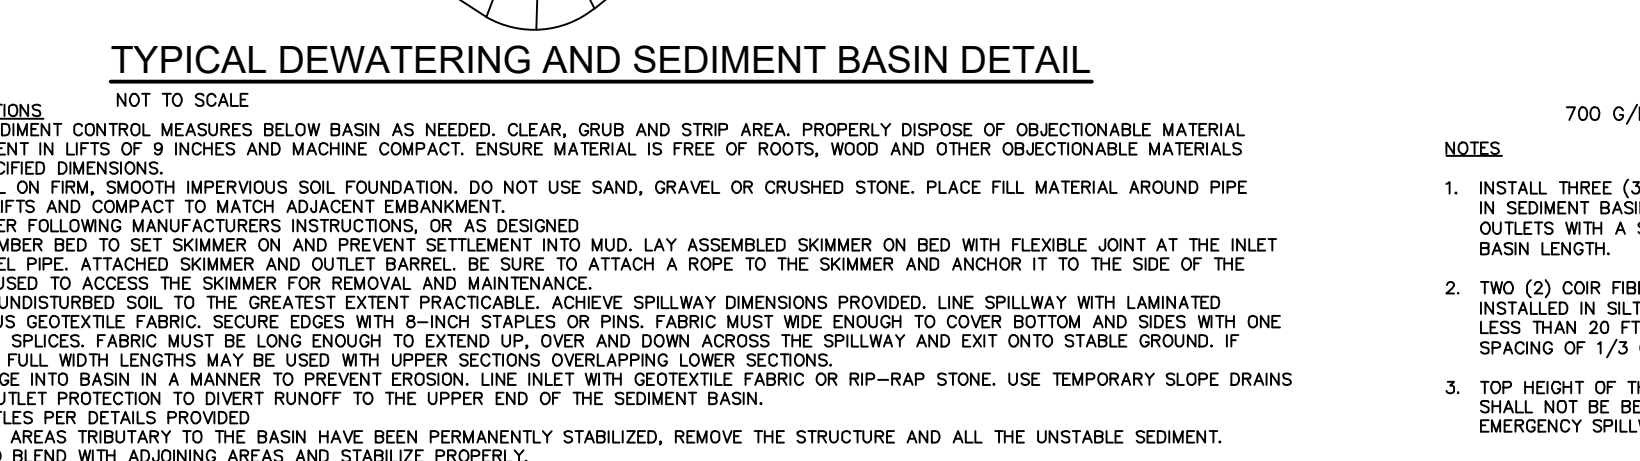 TYPICAL DEWATERING AND SEDIMENT BASIN DETAIL
NOT TO SCALE
DIMENT CONTROL MEASURES BELOW BASIN AS NEEDED. CLEAR, GRUB AND STRIP AREA. PROPERLY DISPOSE OF OBJECTIONABLE MATERIAL
ENT IN LIFTS OF 9 INCHES AND MACHINE COMPACT. ENSURE MATERIAL IS FREE OF ROOTS, WOOD AND OTHER OBJECTIONABLE MATERIALS
CIFIED DIMENSIONS.
L ON FIRM, SMOOTH IMPERVIOUS SOIL FOUNDATION. DO NOT USE SAND, GRAVEL OR CRUSHED STONE. PLACE FILL MATERIAL AROUND PIPE
IFTS AND COMPACT TO MATCH ADJACENT EMBANKMENT.
ER FOLLOWING MANUFACTURERS INSTRUCTIONS, OR AS DESIGNED
MBER BED TO SET SKIMMER ON AND PREVENT SETTLEMENT INTO MUD. LAY ASSEMBLED SKIMMER ON BED WITH FLEXIBLE JOINT AT THE INLET
EL PIPE. ATTACHED SKIMMER AND OUTLET BARREL. BE SURE TO ATTACH A ROPE TO THE SKIMMER AND ANCHOR IT TO THE SIDE OF THE
USED TO ACCESS THE SKIMMER FOR REMOVAL AND MAINTENANCE.
UNDISTURBED SOIL TO THE GREATEST EXTENT PRACTICABLE. ACHIEVE SPILLWAY DIMENSIONS PROVIDED. LINE SPILLWAY WITH LAMINATED
US GEOTEXTILE FABRIC. SECURE EDGES WITH 8-INCH STAPLES OR PINS. FABRIC MUST WIDE ENOUGH TO COVER BOTTOM AND SIDES WITH ONE
SPLICES. FABRIC MUST BE LONG ENOUGH TO EXTEND UP, OVER AND DOWN ACROSS THE SPILLWAY AND EXIT ONTO STABLE GROUND. IF
FULL WIDTH LENGTHS MAY BE USED WITH UPPER SECTIONS OVERLAPPING LOWER SECTIONS.
GE INTO BASIN IN A MANNER TO PREVENT EROSION. LINE INLET WITH GEOTEXTILE FABRIC OR RIP-RAP STONE. USE TEMPORARY SLOPE DRAINS
UTLET PROTECTION TO DIVERT RUNOFF TO THE UPPER END OF THE SEDIMENT BASIN.
TLES PER DETAILS PROVIDED
AREAS TRIBUTARY TO THE BASIN HAVE BEEN PERMANENTLY STABILIZED, REMOVE THE STRUCTURE AND ALL THE UNSTABLE SEDIMENT.
BLEND WITH ADJOINING AREAS AND STABILIZE PROPERLY.
700 G/
NOTES
1. INSTALL THREE (3
IN SEDIMENT BASI
OUTLETS WITH A
BASIN LENGTH.
2. TWO (2) COIR FIB
INSTALLED IN SILT
LESS THAN 20 FT
SPACING OF 1/3
3. TOP HEIGHT OF TH
SHALL NOT BE BE
EMERGENCY SPILL